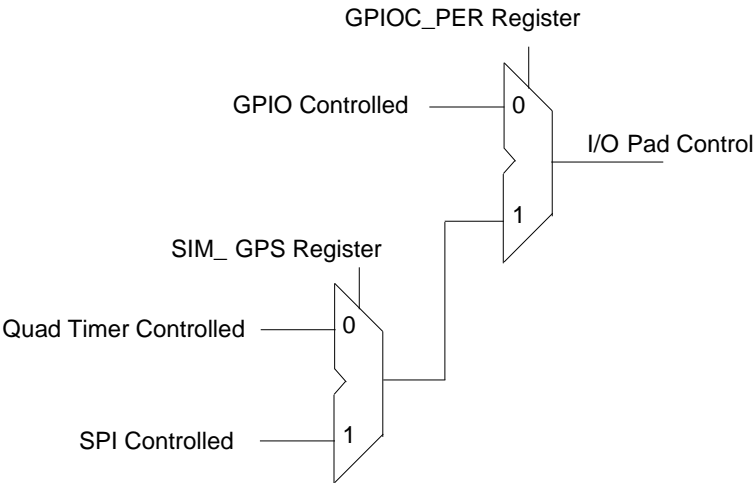 GPIOC_PER Register
GPIO Controlled
0
I/O Pad Control
1
SIM_ GPS Register
Quad Timer Controlled
0
SPI Controlled
1